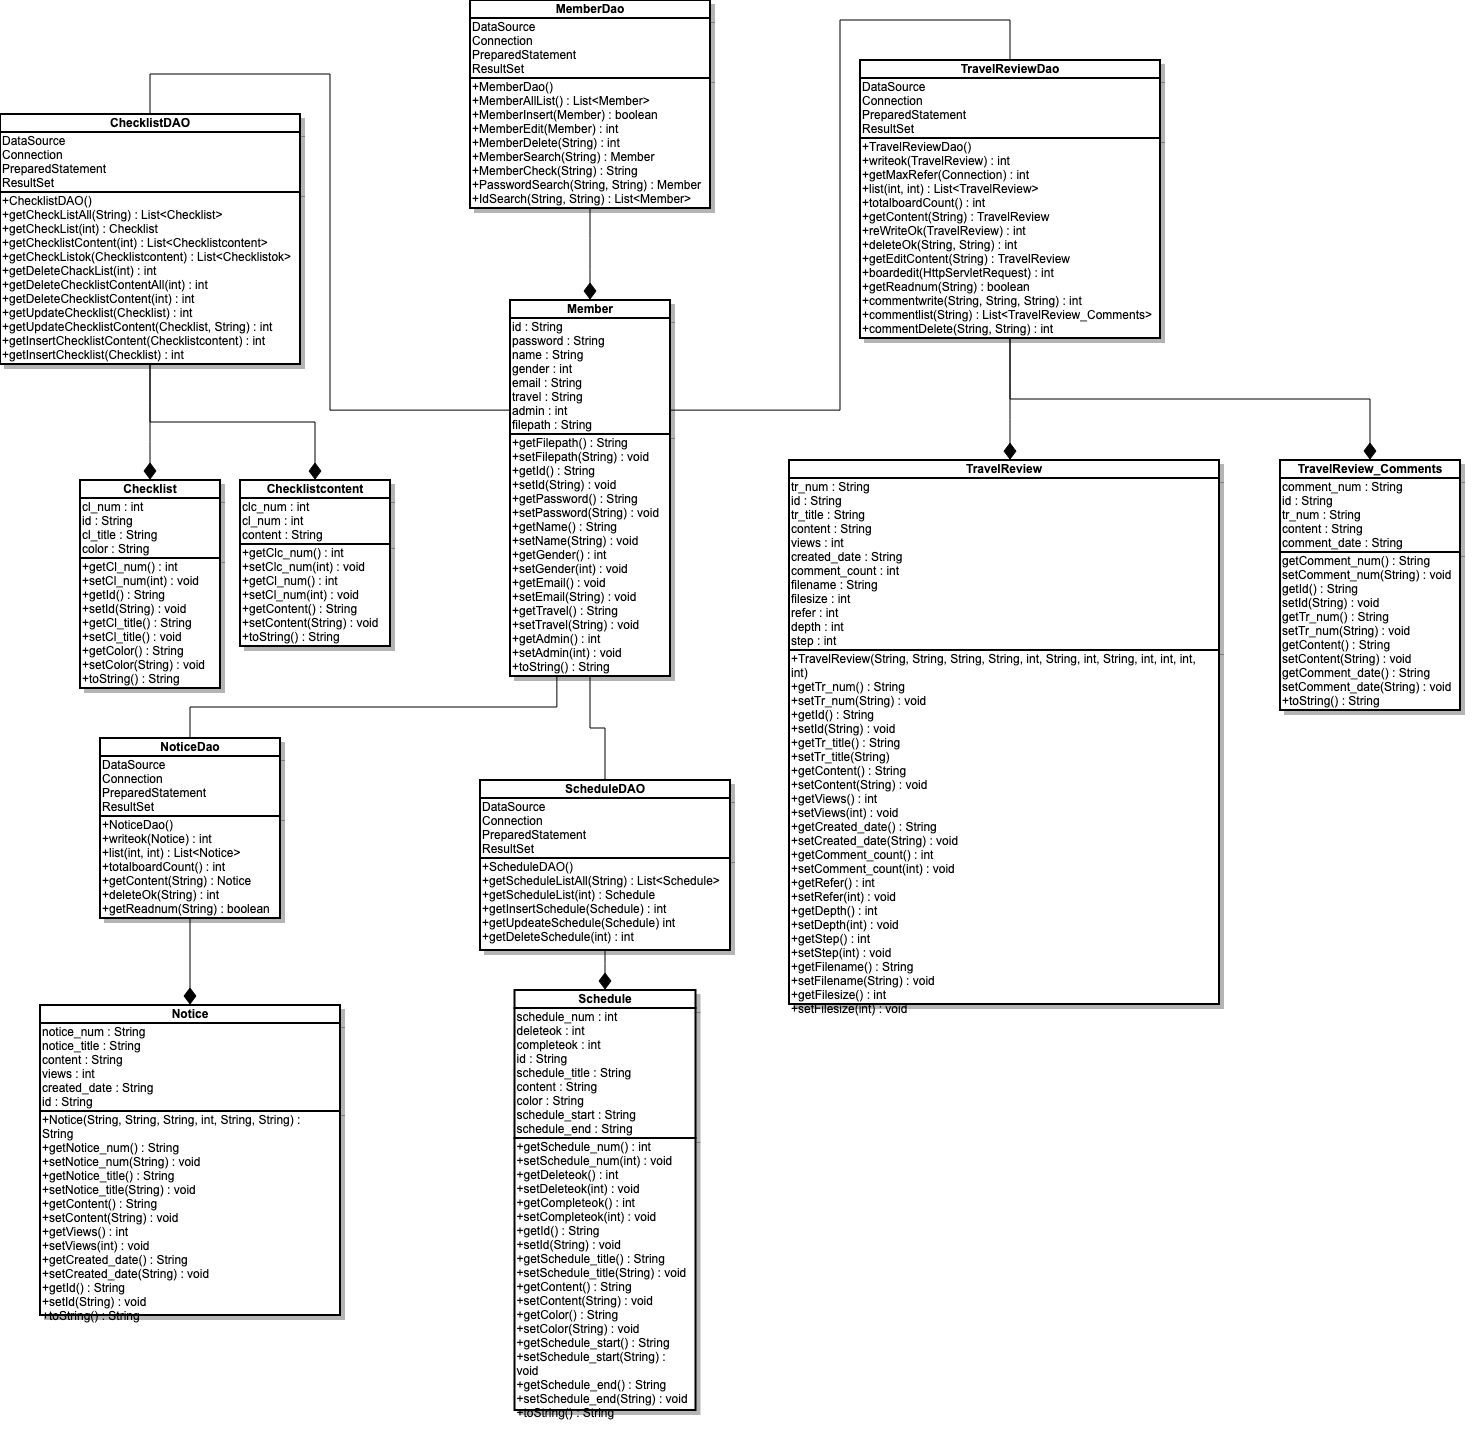 MemberDao
DataSource
Connection
PreparedStatement
ResultSet
+MemberDao()
+MemberAllList() : List<Member>
+MemberInsert(Member) : boolean
+MemberEdit(Member) : int
+MemberDelete(String) : int
+MemberSearch(String) : Member
+MemberCheck(String) : String
+PasswordSearch(String, String) : Member
+IdSearch(String, String) : List<Member>
TravelReviewDao
DataSource
Connection
PreparedStatement
ResultSet
+TravelReviewDao()
+writeok(TravelReview) : int
+getMaxRefer(Connection) : int
+list(int, int) : List<TravelReview>
+totalboardCount() : int
+getContent(String) : TravelReview
+reWriteOk(TravelReview) : int
+deleteOk(String, String) : int
+getEditContent(String) : TravelReview
+boardedit(HttpServletRequest) : int
+getReadnum(String) : boolean
+commentwrite(String, String, String) : int
+commentlist(String) : List<TravelReview_Comments>
+commentDelete(String, String) : int
ChecklistDAO
DataSource
Connection
PreparedStatement
ResultSet
+ChecklistDAO()
+getCheckListAll(String) : List<Checklist>
+getCheckList(int) : Checklist
+getChecklistContent(int) : List<Checklistcontent>
+getCheckListok(Checklistcontent) : List<Checklistok>
+getDeleteChackList(int) : int
+getDeleteChecklistContentAll(int) : int
+getDeleteChecklistContent(int) : int
+getUpdateChecklist(Checklist) : int
+getUpdateChecklistContent(Checklist, String) : int
+getInsertChecklistContent(Checklistcontent) : int
+getInsertChecklist(Checklist) : int
Member
id : String
password : String
name : String
gender : int
email : String
travel : String
admin : int
filepath : String
+getFilepath() : String
+setFilepath(String) : void
+getId() : String
+setId(String) : void
+getPassword() : String
+setPassword(String) : void
+getName() : String
+setName(String) : void
+getGender() : int
+setGender(int) : void
+getEmail() : void
+setEmail(String) : void
+getTravel() : String
+setTravel(String) : void
+getAdmin() : int
+setAdmin(int) : void
+toString() : String
Checklist
cl_num : int
id : String
cl_title : String
color : String
+getCl_num() : int
+setCl_num(int) : void
+getId() : String
+setId(String) : void
+getCl_title() : String
+setCl_title() : void
+getColor() : String
+setColor(String) : void
+toString() : String
Checklistcontent
clc_num : int
cl_num : int
content : String
+getClc_num() : int
+setClc_num(int) : void
+getCl_num() : int
+setCl_num(int) : void
+getContent() : String
+setContent(String) : void
+toString() : String
TravelReview
tr_num : String
id : String
tr_title : String
content : String
views : int
created_date : String
comment_count : int
filename : String
filesize : int
refer : int
depth : int
step : int
+TravelReview(String, String, String, String, int, String, int, String, int, int, int,
int)
+getTr_num() : String
+setTr_num(String) : void
+getId() : String
+setId(String) : void
+getTr_title() : String
+setTr_title(String)
+getContent() : String
+setContent(String) : void
+getViews() : int
+setViews(int) : void
+getCreated_date() : String
+setCreated_date(String) : void
+getComment_count() : int
+setComment_count(int) : void
+getRefer() : int
+setRefer(int) : void
+getDepth() : int
+setDepth(int) : void
+getStep() : int
+setStep(int) : void
+getFilename() : String
+setFilename(String) : void
+getFilesize() : int
+setFilesize(int) : void
TravelReview_Comments
comment_num : String
id : String
tr_num : String
content : String
comment_date : String
getComment_num() : String
setComment_num(String) : void
getId() : String
setId(String) : void
getTr_num() : String
setTr_num(String) : void
getContent() : String
setContent(String) : void
getComment_date() : String
setComment_date(String) : void
+toString() : String
NoticeDao
DataSource
Connection
PreparedStatement
ResultSet
+NoticeDao()
+writeok(Notice) : int
+list(int, int) : List<Notice>
+totalboardCount() : int
+getContent(String) : Notice
+deleteOk(String) : int
+getReadnum(String) : boolean
ScheduleDAO
DataSource
Connection
PreparedStatement
ResultSet
+ScheduleDAO()
+getScheduleListAll(String) : List<Schedule>
+getScheduleList(int) : Schedule
+getInsertSchedule(Schedule) : int
+getUpdeateSchedule(Schedule) int
+getDeleteSchedule(int) : int
Notice
notice_num : String
notice_title : String
content : String
views : int
created_date : String
id : String
+Notice(String, String, String, int, String, String) :
String
+getNotice_num() : String
+setNotice_num(String) : void
+getNotice_title() : String
+setNotice_title(String) : void
+getContent() : String
+setContent(String) : void
+getViews() : int
+setViews(int) : void
+getCreated_date() : String
+setCreated_date(String) : void
+getId() : String
+setId(String) : void
+toString() : String
Schedule
schedule_num : int
deleteok : int
completeok : int
id : String
schedule_title : String
content : String
color : String
schedule_start : String
schedule_end : String
+getSchedule_num() : int
+setSchedule_num(int) : void
+getDeleteok() : int
+setDeleteok(int) : void
+getCompleteok() : int
+setCompleteok(int) : void
+getId() : String
+setId(String) : void
+getSchedule_title() : String
+setSchedule_title(String) : void
+getContent() : String
+setContent(String) : void
+getColor() : String
+setColor(String) : void
+getSchedule_start() : String
+setSchedule_start(String) :
void
+getSchedule_end() : String
+setSchedule_end(String) : void
+toString() : String